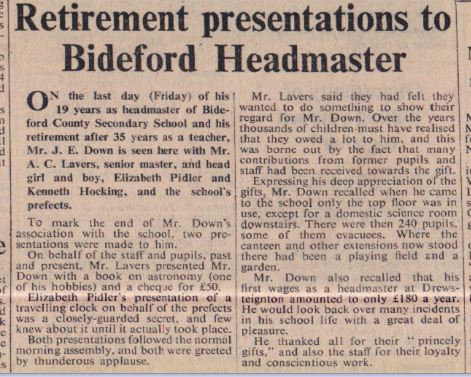 Retirement presentations to
Bideford Headmaster
ON the last day (Friday) of his
19 years as headmaster of Bide-
ford County Secondary School and his
retirement after 35 years as a teacher,
Mr. J. E. Down is seen here with Mr.
A. C. Lavers, senior master, and head
girl and boy, Elizabeth Pidler and
Kenneth Hocking, and the school's
prefects.
To mark the end of Mr. Down's
association with the school, two pre-
sentations were made to him.
On behalf of the staff and pupils, past
and present, Mr. Lavers presented Mr.
Down with a book on astronomy (one
of his hobbies) and a cheque for £50.
Elizabeth Pidler's presentation of a
travelling clock on behalf of the prefects
was a closely-guarded secret, and few
knew about it until it actually took place.
Both presentations followed the normal
morning assembly, and both were greeted
by thunderous applause.
Mr. Lavers said they had felt they
wanted to do something to show their
regard for Mr. Down. Over the years
thousands of children must have realised
that they owed a lot to him, and this
was borne out by the fact that many
contributions from former pupils and
staff had been received towards the gift.
Expressing his deep appreciation of the
gifts, Mr. Down recalled when he came
to the school only the top floor was in
use, except for a domestic science room
downstairs. There were then 240 pupils,
some of them evacuees. Where the
canteen and other extensions now stood
there had been a playing field and a
garden.
Mr. Down also recalled that his
first wages as a headmaster at Drews-
teignton amounted to only £180 a year.
He would look back over many incidents
in his school life with a great deal of
pleasure.
He thanked all for their " princely
gifts," and also the staff for their loyalty
and conscientious work.